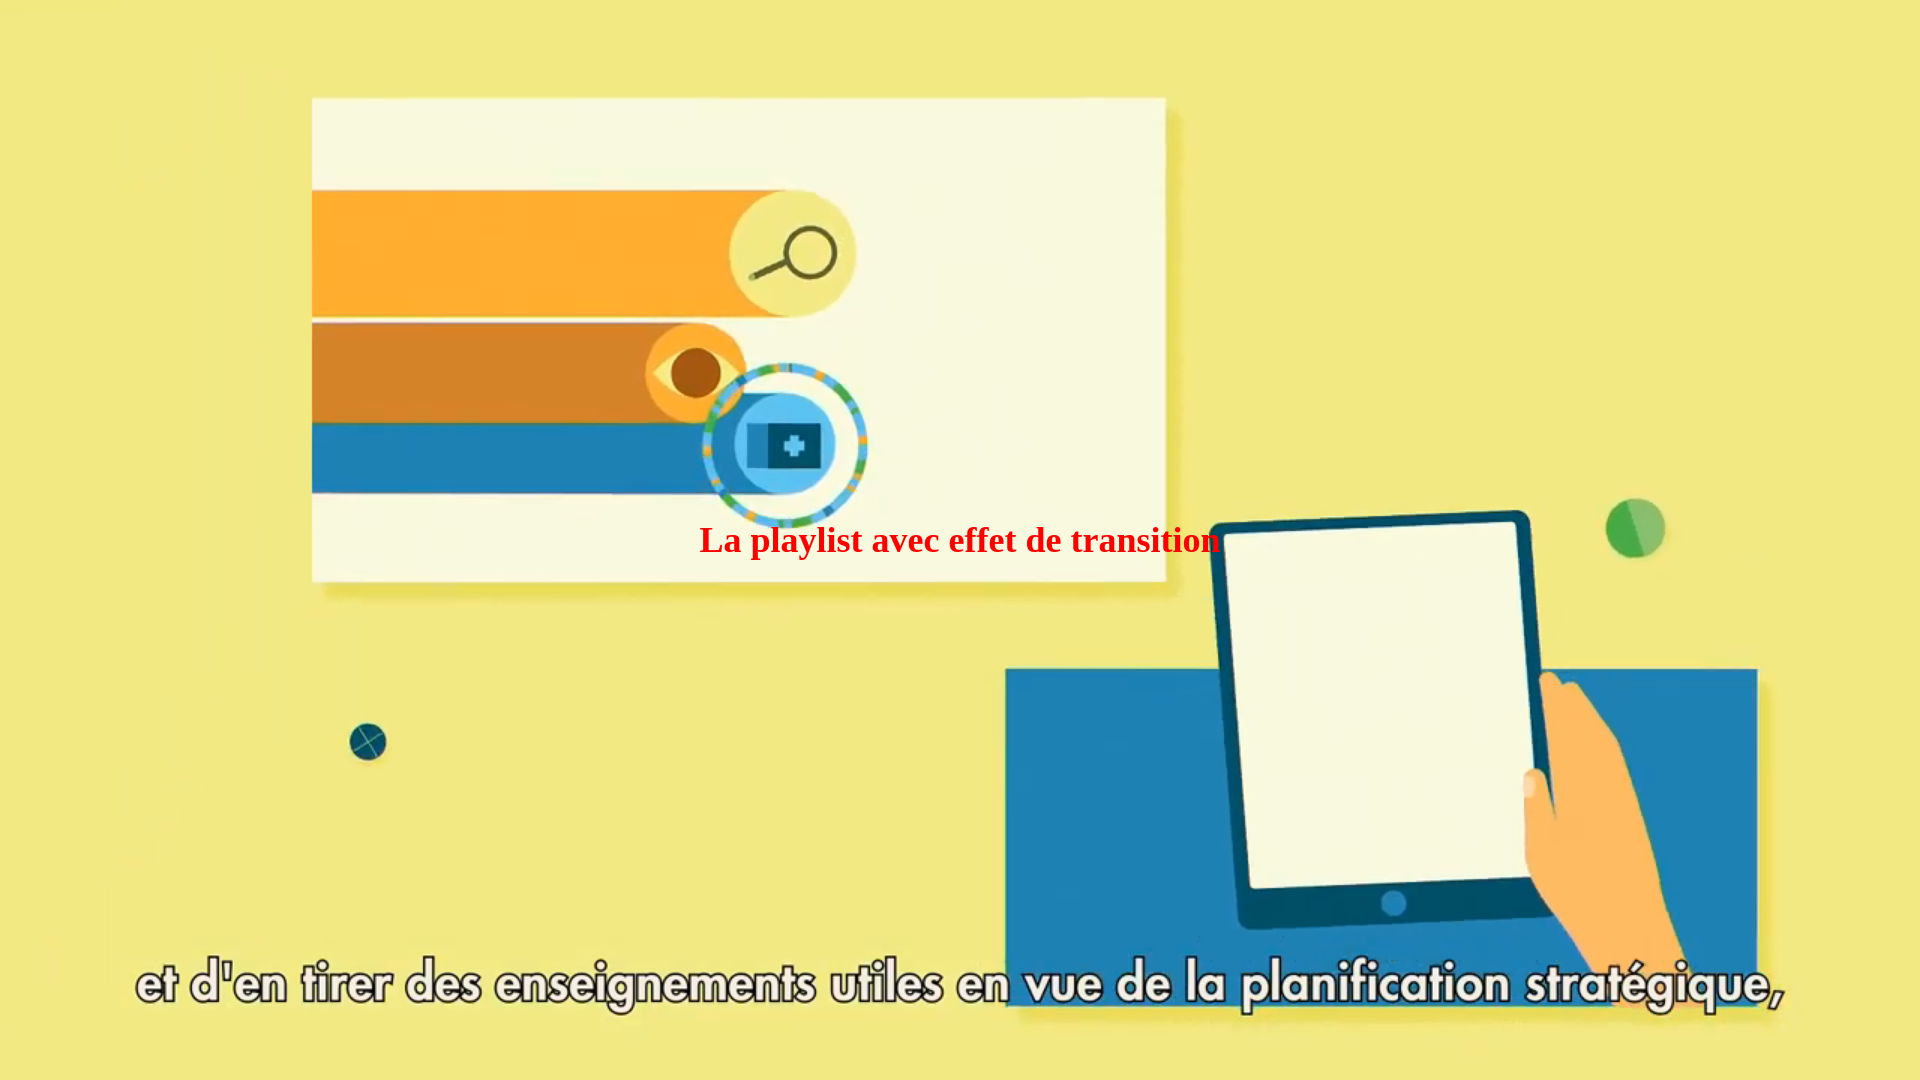 La playlist avec effet de transition
et d'en tirer des enseignements utiles en vue de la planification stratégique,